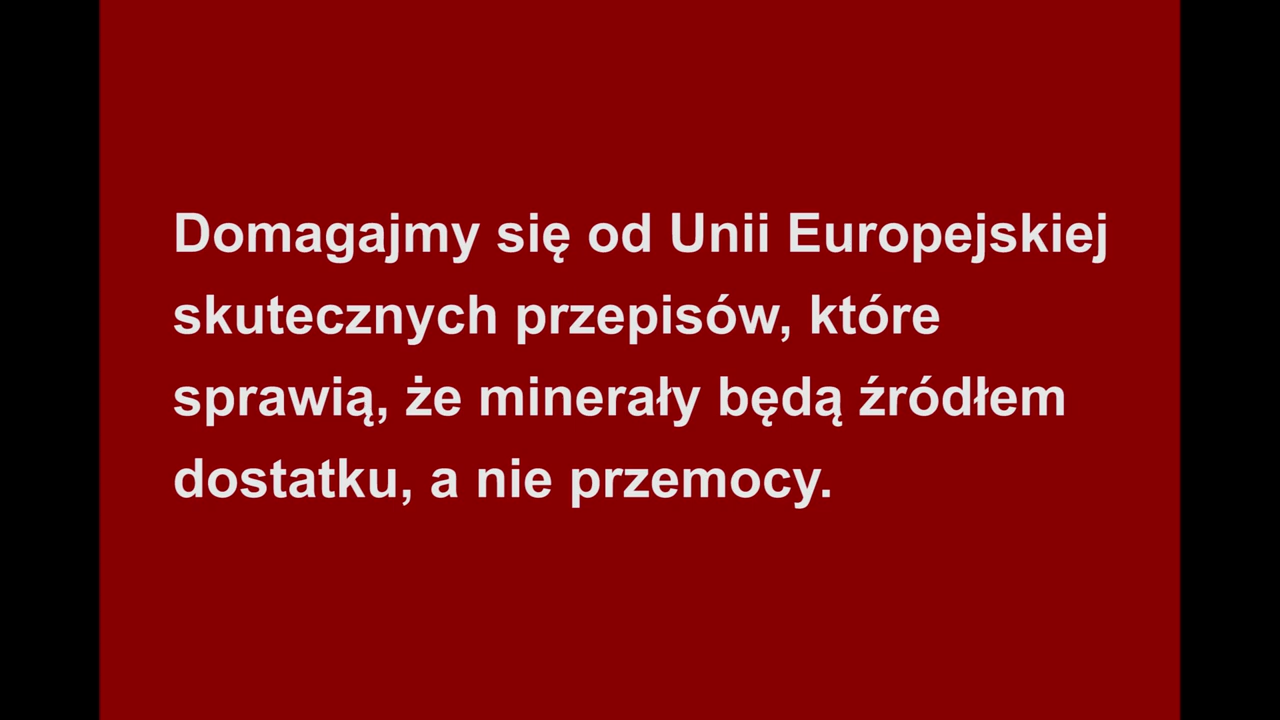 Domagajmy się od Unii Europejskiej
skutecznych przepisów, które
sprawią, że minerały będą źródłem
dostatku, a nie przemocy.